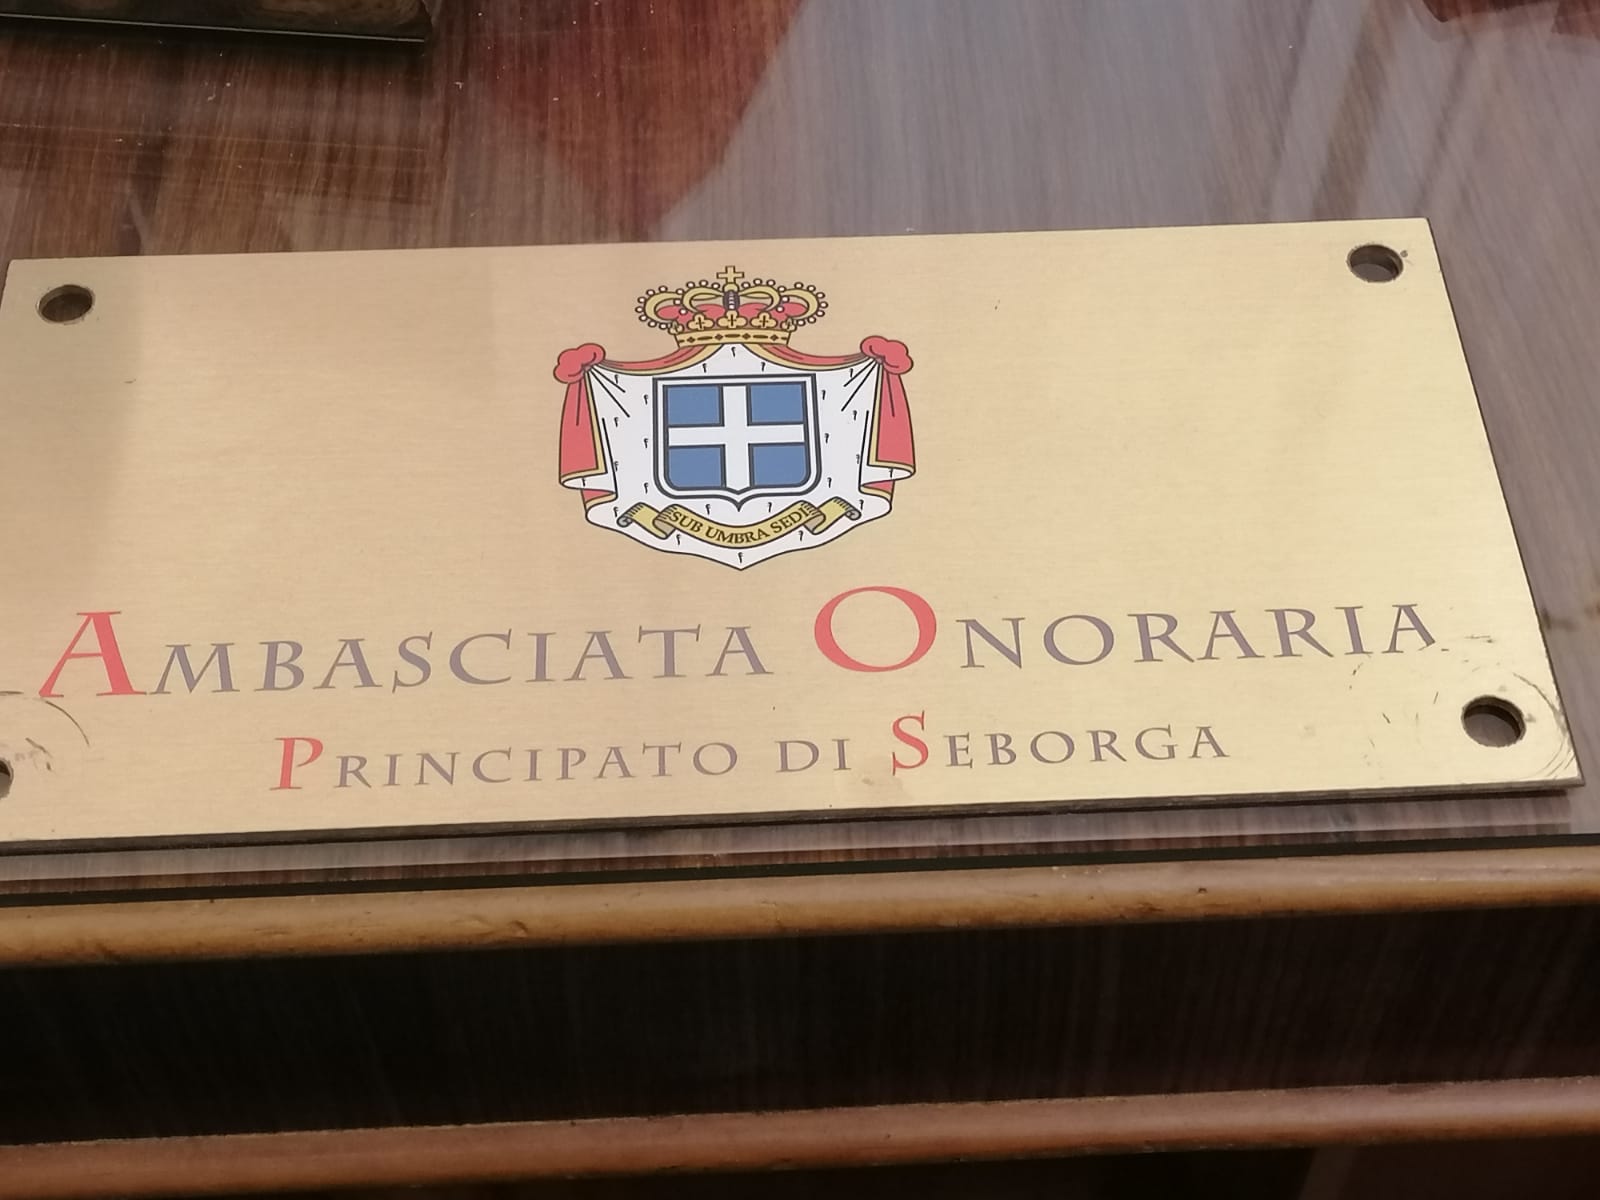 SUB UMBRA SEDI
AMBASCIATA ONORARIA
PRINCIPATO DI SEBORGA